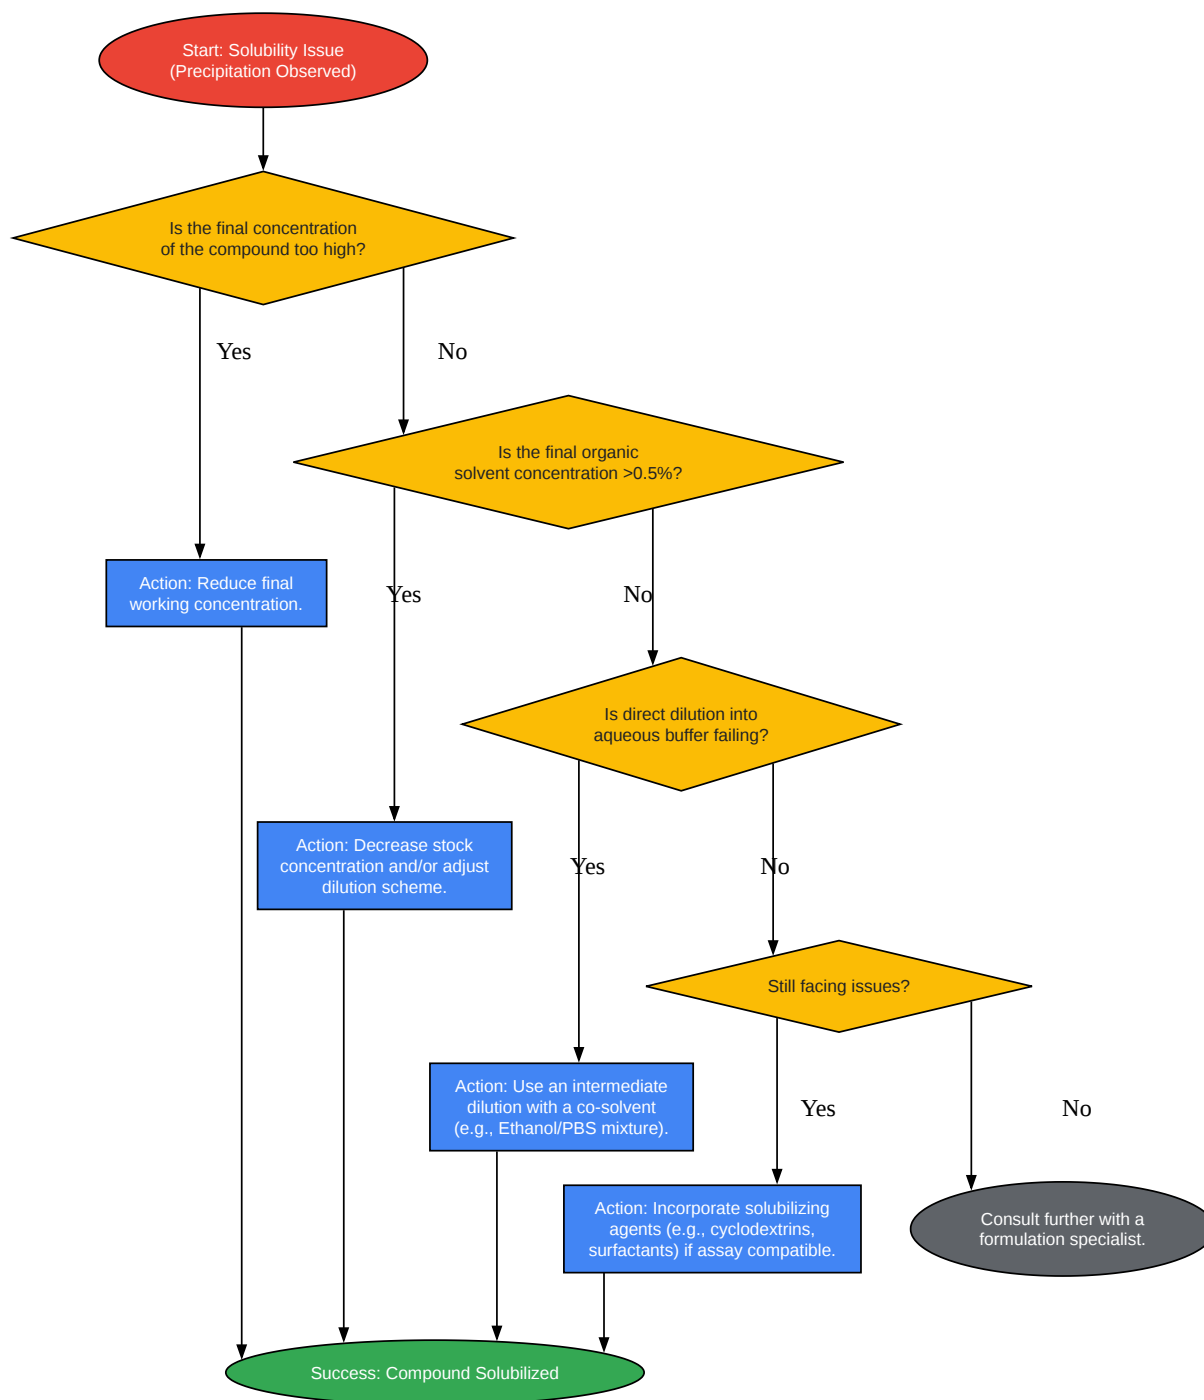 Start: Solubility Issue
(Precipitation Observed)
Is the final concentration
of the compound too high?
Yes
No
Is the final organic
solvent concentration >0.5%?
Action: Reduce final
working concentration.
Yes
No
Is direct dilution into
aqueous buffer failing?
Action: Decrease stock
concentration and/or adjust
dilution scheme.
Yes
No
Still facing issues?
Action: Use an intermediate
dilution with a co-solvent
(e.g., Ethanol/PBS mixture).
Yes
No
Action: Incorporate solubilizing
agents (e.g., cyclodextrins,
surfactants) if assay compatible.
Consult further with a
formulation specialist.
Success: Compound Solubilized